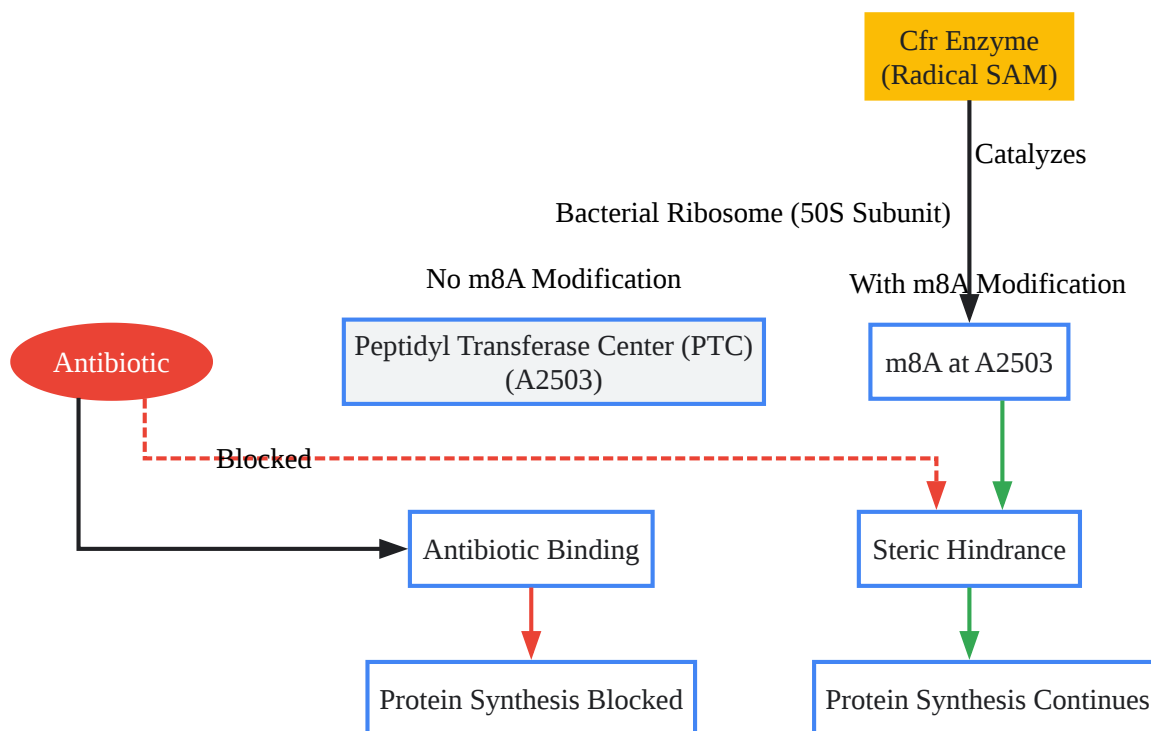 Cfr Enzyme
(Radical SAM)
Catalyzes
Bacterial Ribosome (50S Subunit)
No m8A Modification
With m8A Modification
Antibiotic
Peptidyl Transferase Center (PTC)
(A2503)
m8A at A2503
Blocked
Antibiotic Binding
Steric Hindrance
Protein Synthesis Blocked
Protein Synthesis Continues